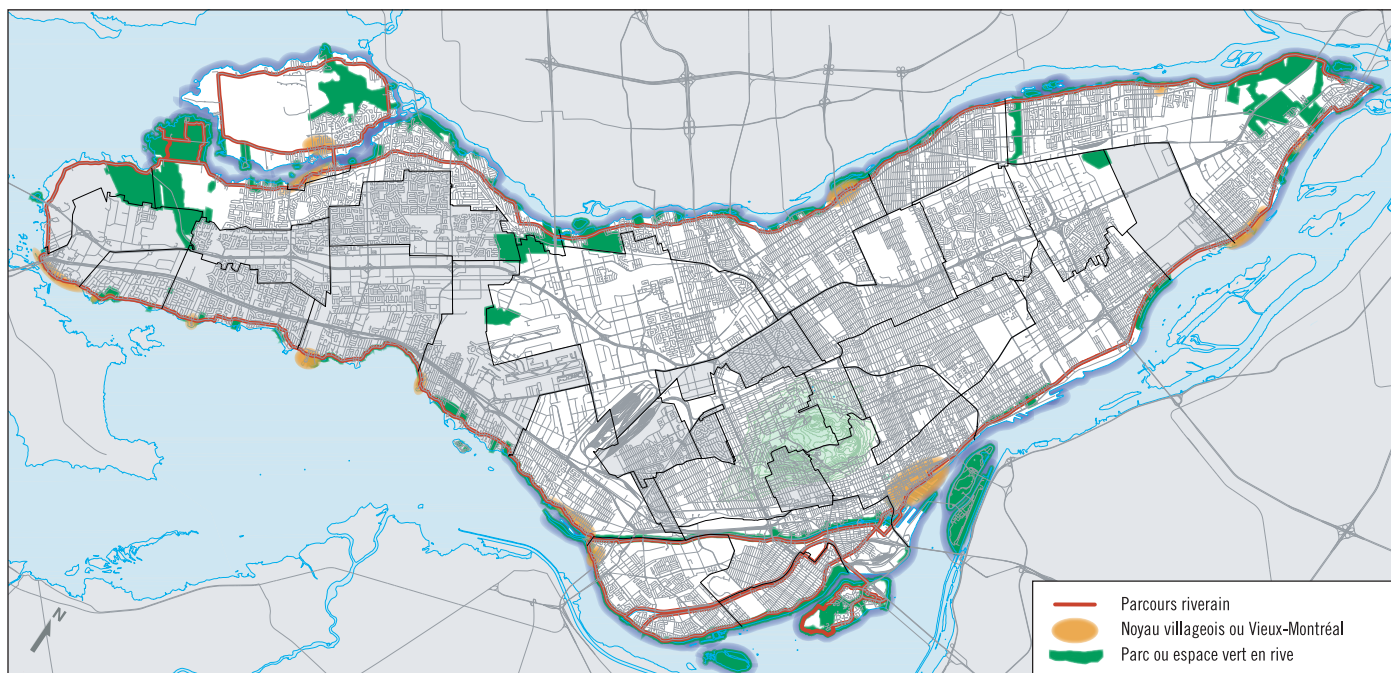 N
Parcours riverain
Noyau villageois ou Vieux-Montréal
Parc ou espace vert en rive